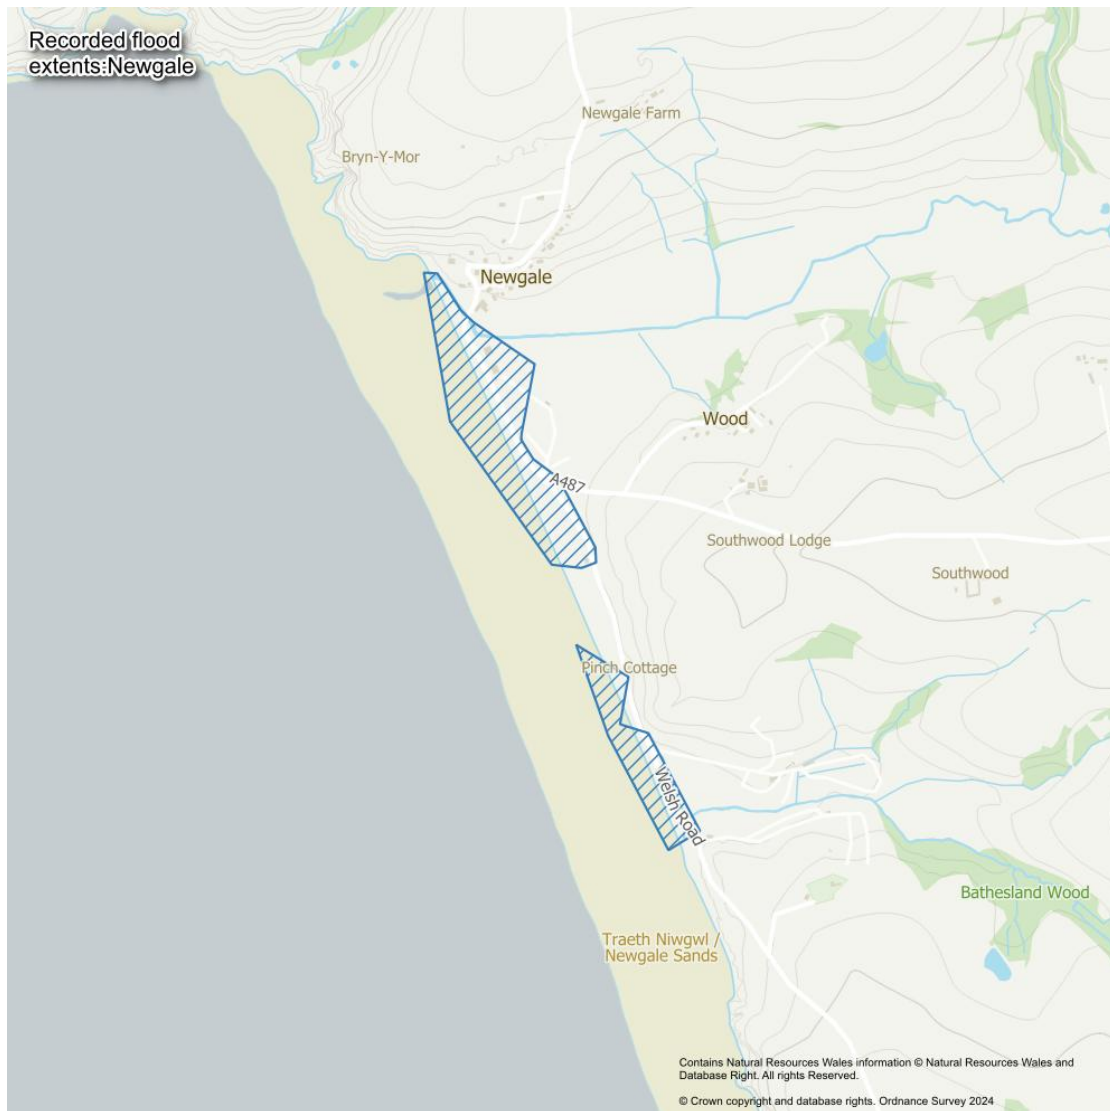 Recorded flood
extents:Newgale
Newgale Farm
Bryn-Y-Mor
Newgale
Wood
A487
Southwood Lodge
Southwood
Pinch Cottage
Welsh Road
Bathesland Wood
Traeth Niwgwl /
Newgale Sands
Contains Natural Resources Wales information © Natural Resources Wales and
Database Right. All rights Reserved.
© Crown copyright and database rights. Ordnance Survey 2024